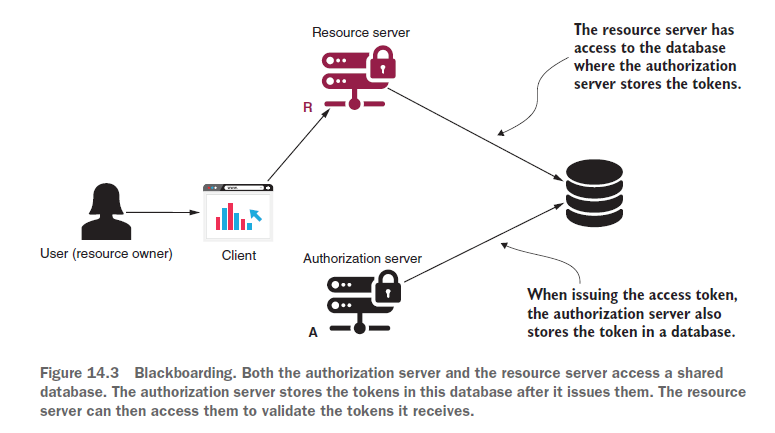 Resource server
The resource server has
access to the database
where the authorization
server stores the tokens.
R
www.
User (resource owner)
Client
Authorization server
A
When issuing the access token,
the authorization server also
stores the token in a database.
Figure 14.3 Blackboarding. Both the authorization server and the resource server access a shared
database. The authorization server stores the tokens in this database after it issues them. The resource
server can then access them to validate the tokens it receives.